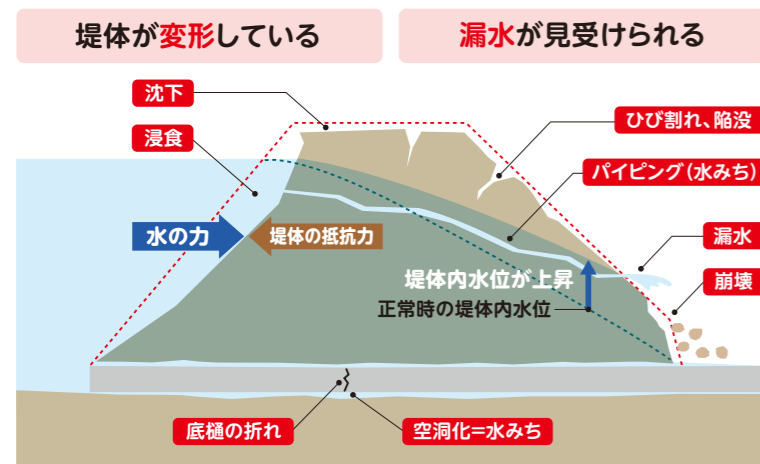 堤体が変形している
漏水が見受けられる
沈下
浸食
ひび割れ、陥没
パイピング（水みち）
水の力
堤体の抵抗力
漏水
堤体内水位が上昇
崩壊
正常時の堤体内水位
底樋の折れ
空洞化=水みち